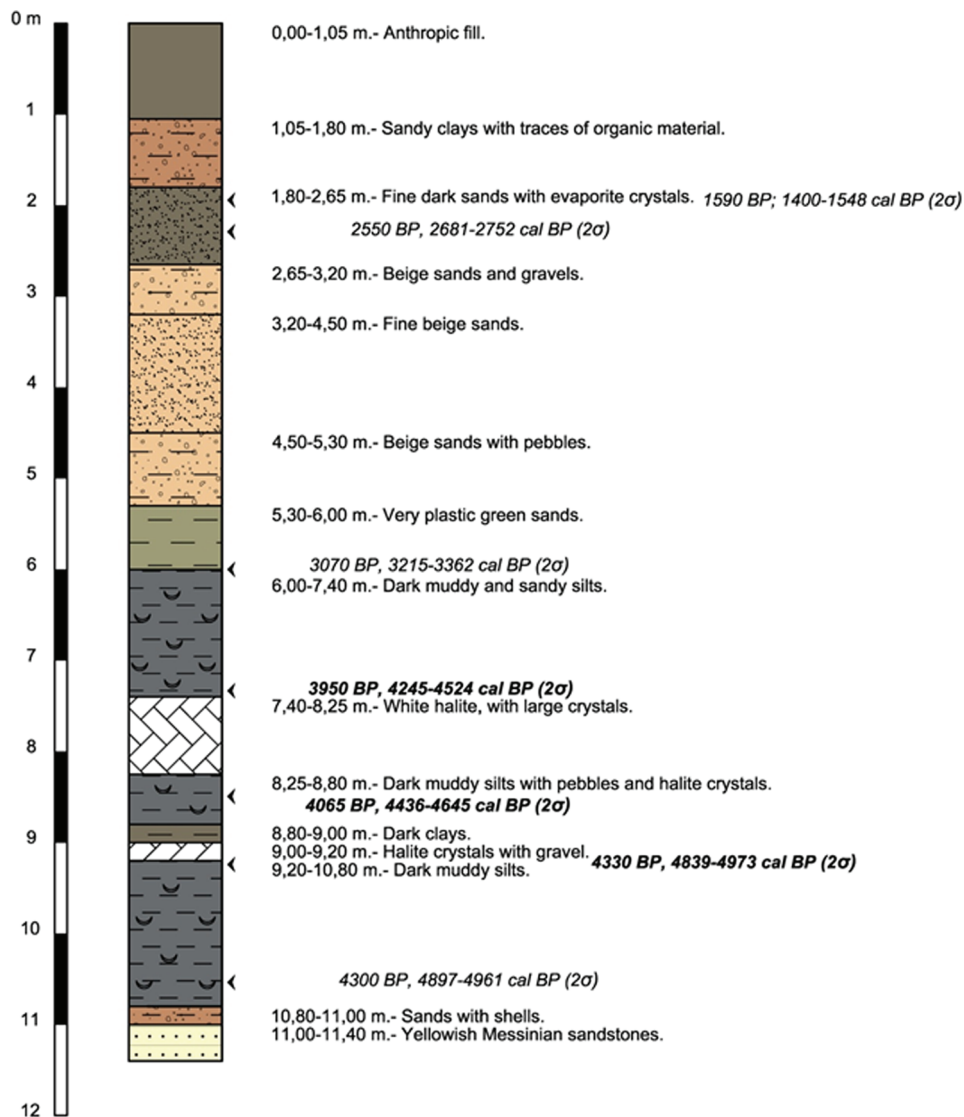 0 m
0,00-1,05 m.- Anthropic fill.
1
1,05-1,80 m.- Sandy clays with traces of organic material.
1,80-2,65 m.- Fine dark sands with evaporite crystals. 1590 BP; 1400-1548 cal BP (2σ)
2
2550 BP, 2681-2752 cal BP (2σ)
2,65-3,20 m.- Beige sands and gravels.
3
3,20-4,50 m.- Fine beige sands.
4
4,50-5,30 m.- Beige sands with pebbles.
5
5,30-6,00 m.- Very plastic green sands.
6
3070 BP, 3215-3362 cal BP (2σ)
6,00-7,40 m.- Dark muddy and sandy silts.
7
3950 BP, 4245-4524 cal BP (2σ)
7,40-8,25 m.- White halite, with large crystals.
8
8,25-8,80 m.- Dark muddy silts with pebbles and halite crystals.
4065 BP, 4436-4645 cal BP (2σ)
8,80-9,00 m.- Dark clays.
9
9,00-9,20 m.- Halite crystals with gravel. 4330 BP, 4839-4973 cal BP (2σ)
9,20-10,80 m.- Dark muddy silts.
10
4300 BP, 4897-4961 cal BP (2σ)
10,80-11,00 m.- Sands with shells.
11
11,00-11,40 m.- Yellowish Messinian sandstones.
12